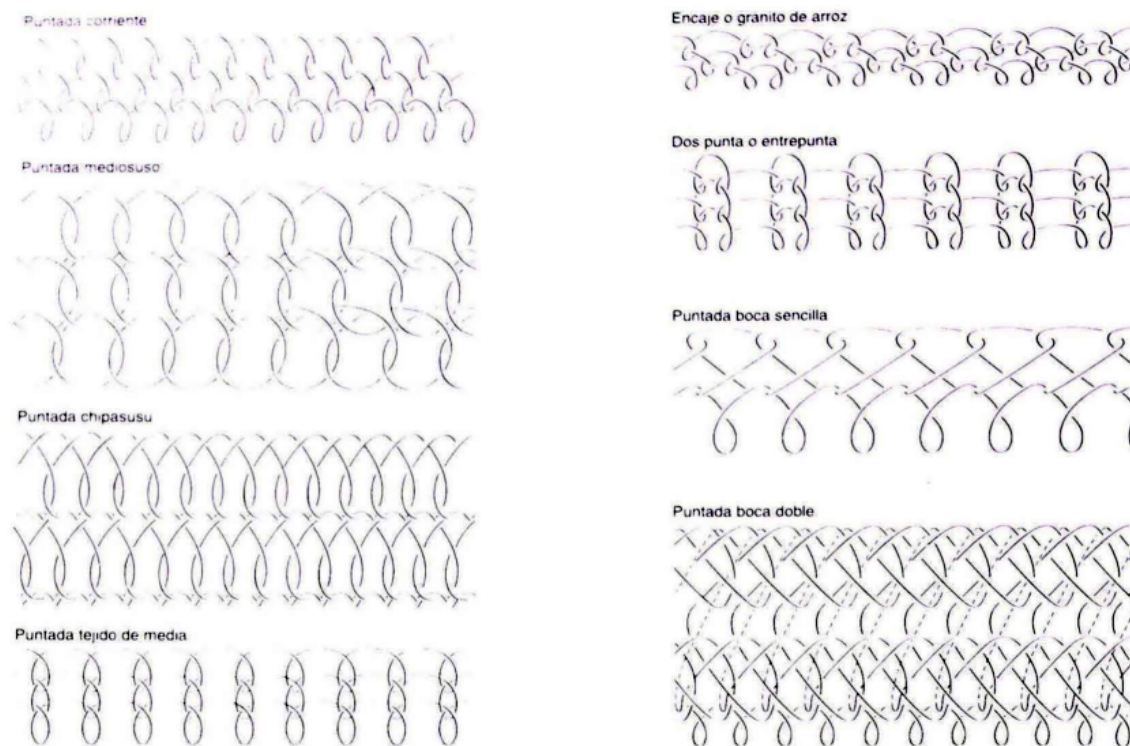 Puntada corriente
Puntada mediosuso
Puntada chipasusu
Puntada tejido de media
Encaje o granito de arroz
Dos punta o entrepunta
Puntada boca sencilla
Puntada boca doble